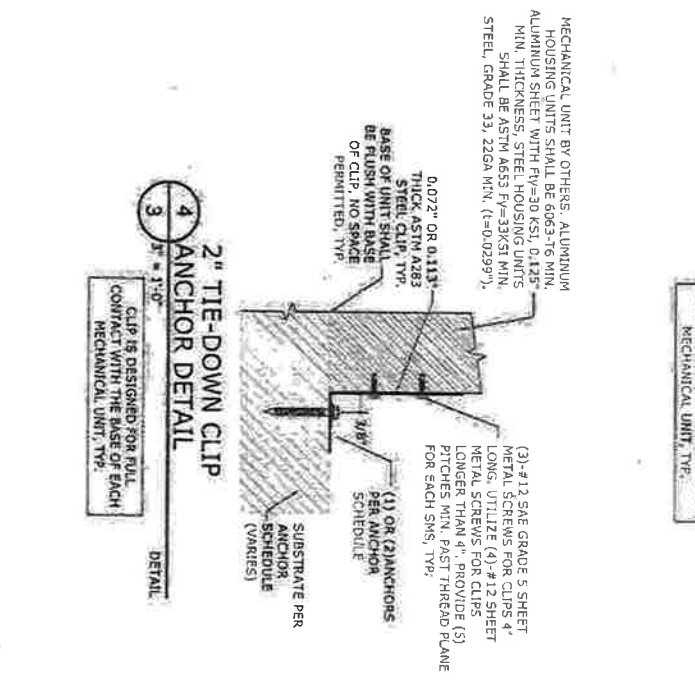 MECHANICAL UNIT BY OTHERS. ALUMINUM
HOUSING UNITS SHALL BE 6063-T6 MIN.
ALUMINUM SHEET WITH Fty=30 KSI, 0.125"
MIN. THICKNESS, STEEL HOUSING UNITS
SHALL BE ASTM A653 Fy=33KSI MIN.
STEEL, GRADE 33, 22GA MIN. (t=0.0299").
0.072" OR 0.113"
THICK ASTM A283
STEEL CLIP, TYP.
BASE OF UNIT SHALL
BE FLUSH WITH BASE
OF CLIP, NO SPACE
PERMITTED, TYP.
(3)-#12 SAE GRADE 5 SHEET
METAL SCREWS FOR CLIPS 4"
LONG. UTILIZE (4)-#12 SHEET
METAL SCREWS FOR CLIPS
LONGER THAN 4". PROVIDE (5)
PITCHES MIN. PAST THREAD PLANE
FOR EACH SMS, TYP.
3/8"
(1) OR (2)ANCHORS
PER ANCHOR
SCHEDULE
SUBSTRATE PER
ANCHOR
SCHEDULE
(VARIES)
4
3
2" TIE-DOWN CLIP
ANCHOR DETAIL
3" = 1'-0"
DETAIL
CLIP IS DESIGNED FOR FULL
CONTACT WITH THE BASE OF EACH
MECHANICAL UNIT, TYP.
MECHANICAL UNIT, TYP.